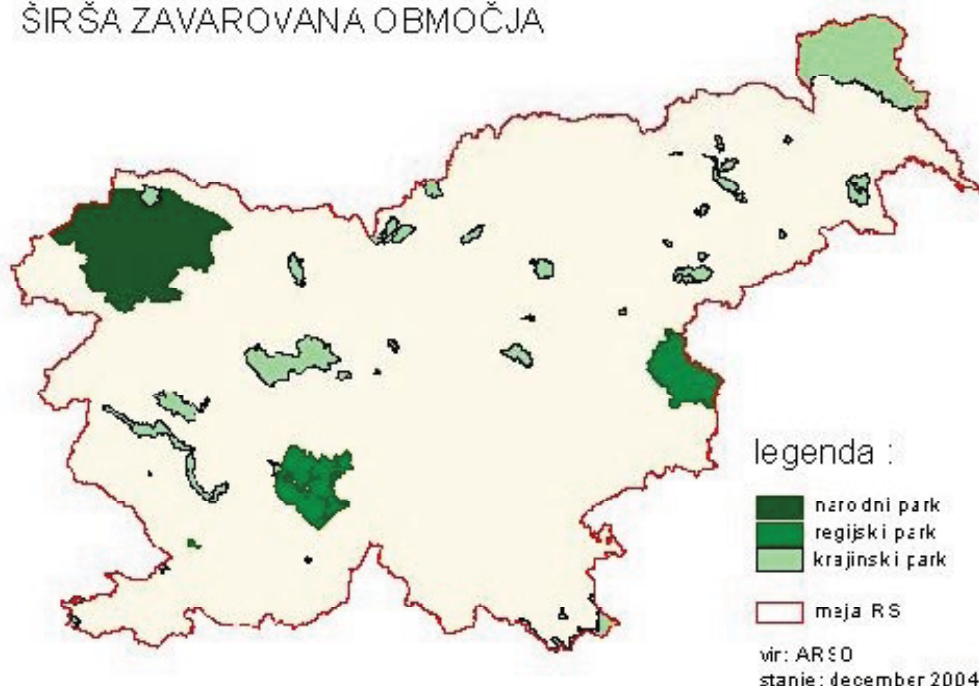 ŠIRŠA ZAVAROVANA OBMOČJA
legenda :
narodni park
regijski park
krajinski park
meja RS
vir: ARSO
stanje: december 2004